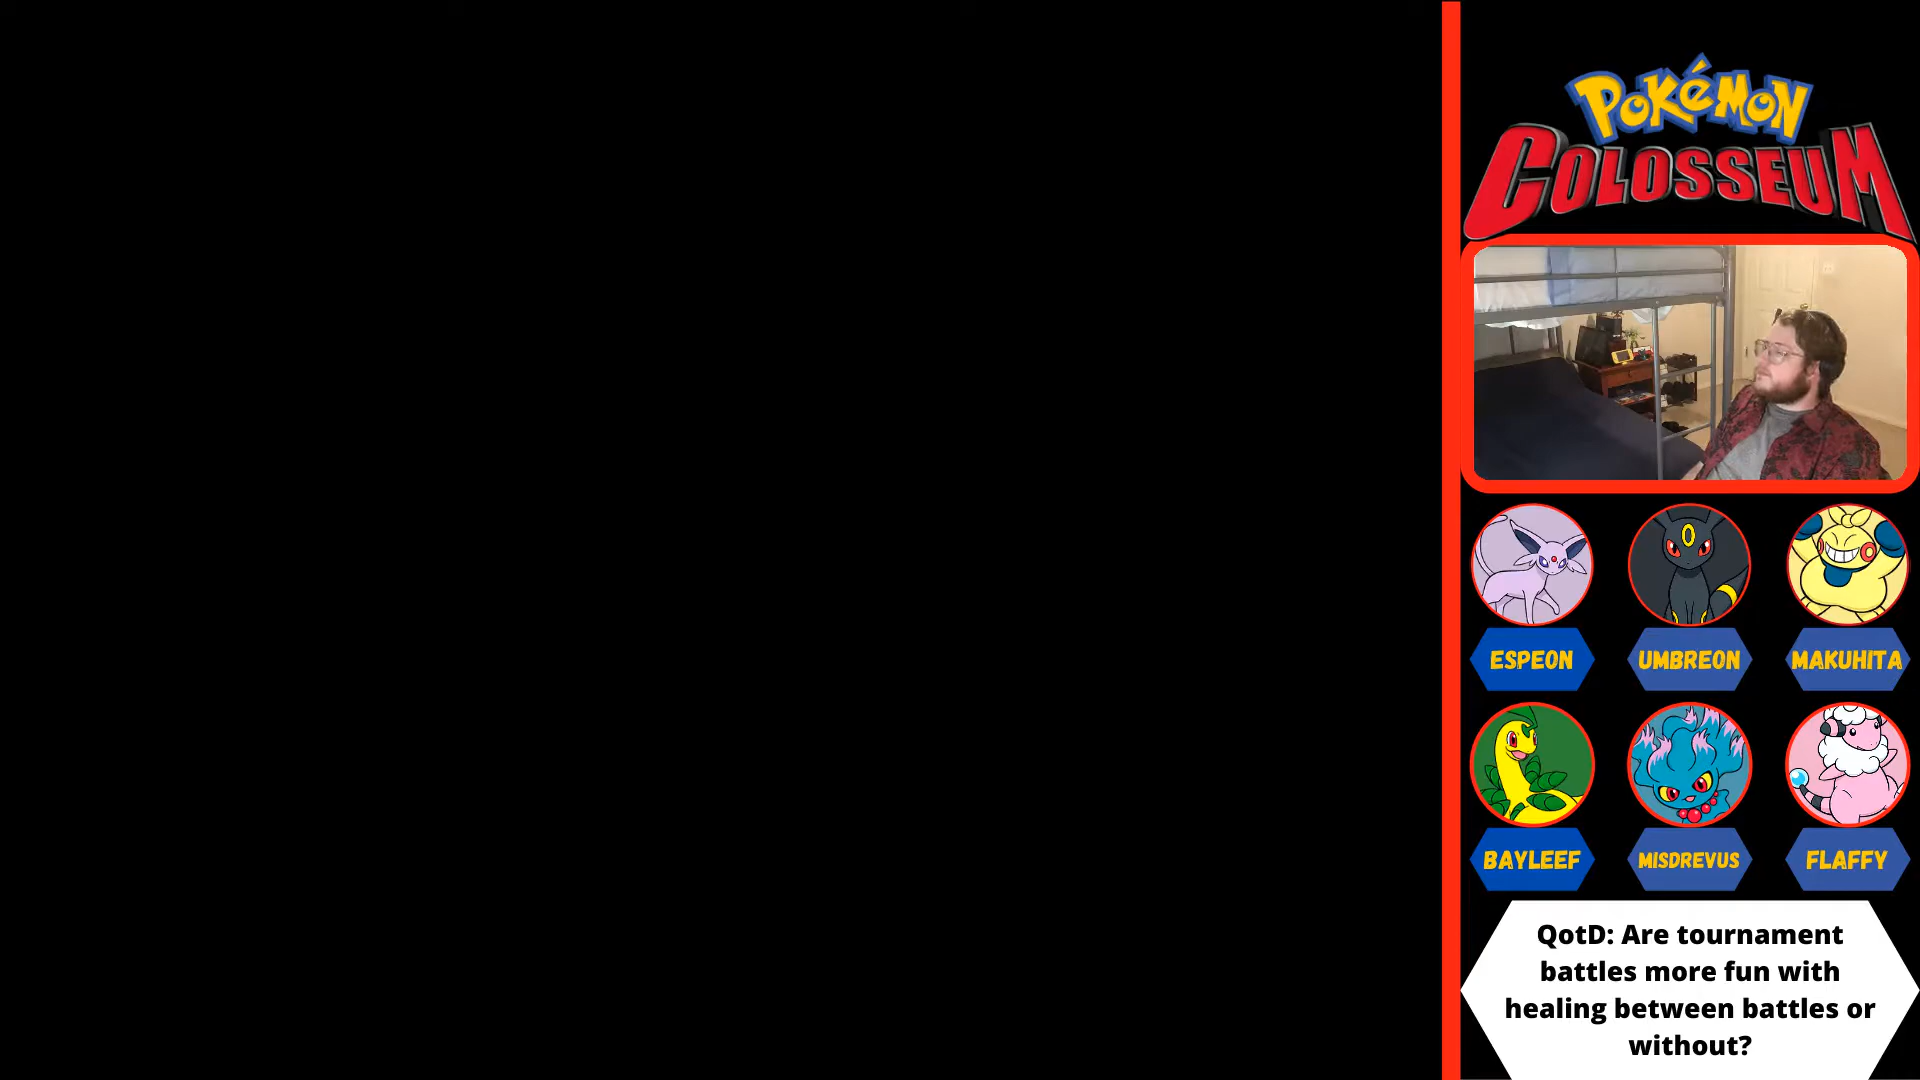 POKéMON
COLOSSEUM
ESPEON
UMBREON
MAKUHITA
BAYLEEF
MISDREVUS
FLAFFY
QotD: Are tournament
battles more fun with
healing between battles or
without?